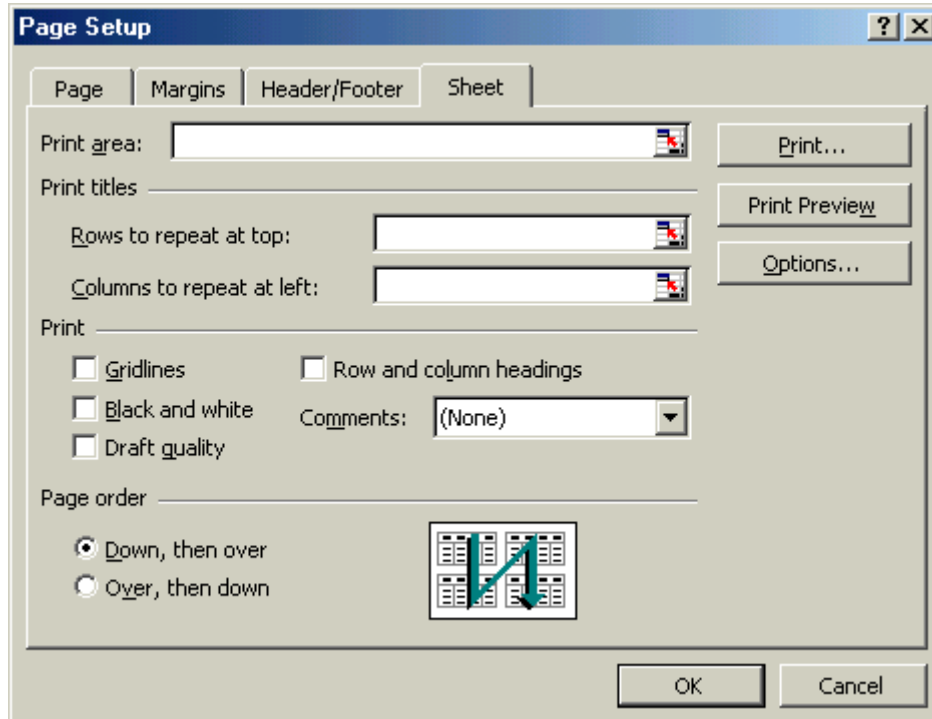 Page Setup
Page Margins Header/Footer Sheet
Print area: Print...
Print titles Print Preview
Rows to repeat at top:
Options...
Columns to repeat at left:
Print
Gridlines Row and column headings
Black and white Comments: (None)
Draft quality
Page order
Down, then over
Over, then down
OK Cancel